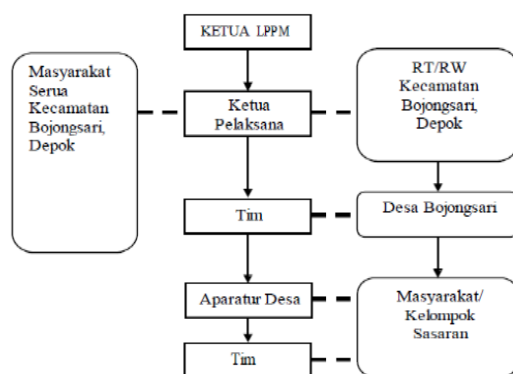 KETUA LPPM
Masyarakat
Serua
Kecamatan
Bojongsari,
Depok
Ketua
Pelaksana
RT/RW
Kecamatan
Bojongsari,
Depok
Tim
Desa Bojongsari
Aparatur Desa
Masyarakat/
Kelompok
Sasaran
Tim